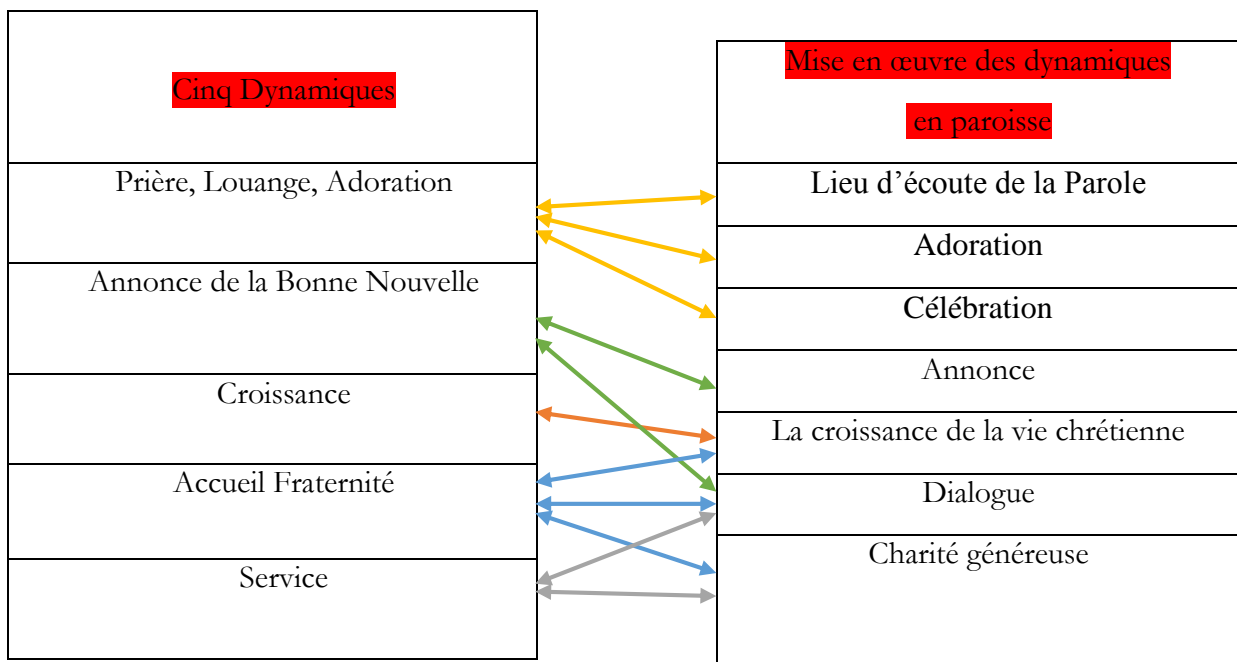 Cinq Dynamiques
Prière, Louange, Adoration
Annonce de la Bonne Nouvelle
Croissance
Accueil Fraternité
Service
Mise en œuvre des dynamiques
en paroisse
Lieu d’écoute de la Parole
Adoration
Célébration
Annonce
La croissance de la vie chrétienne
Dialogue
Charité généreuse